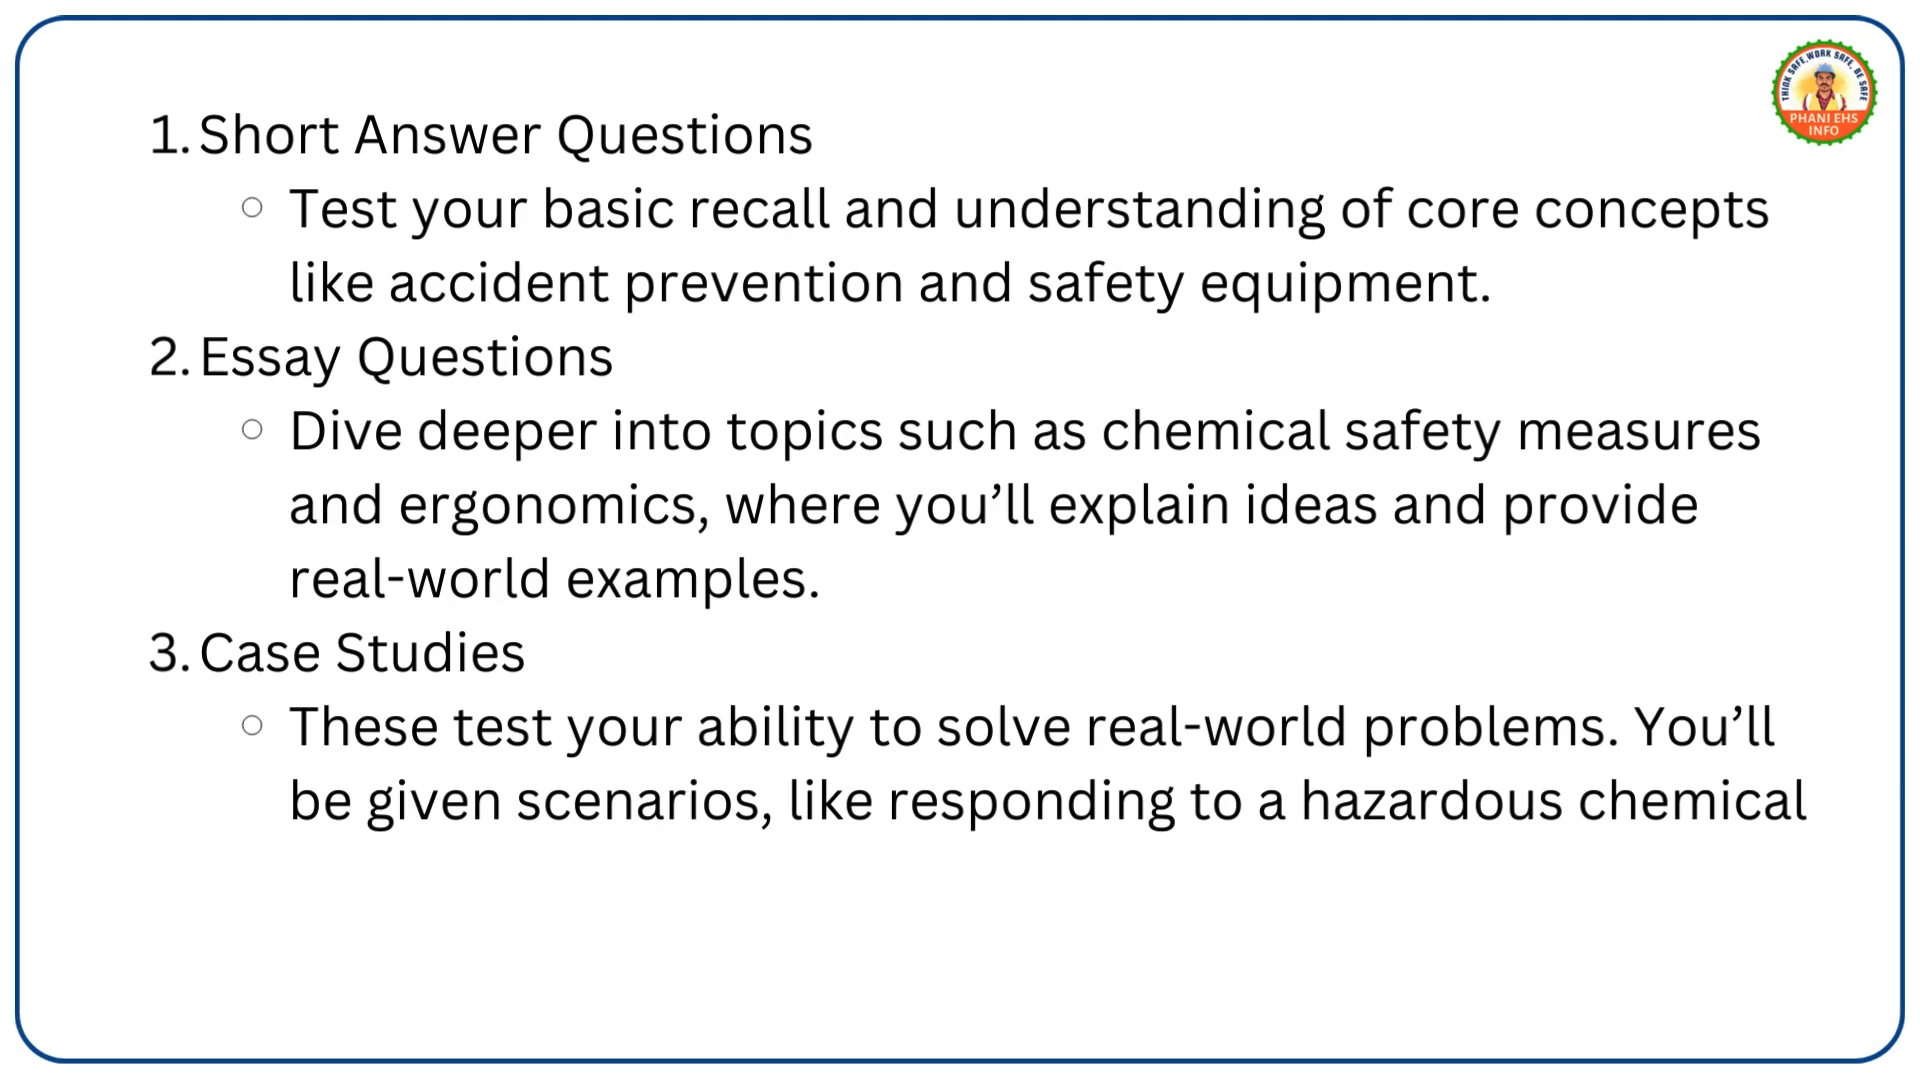 THINK SAFE, WORK SAFE, BE SAFE
PHANI EHS
INFO
1. Short Answer Questions
○ Test your basic recall and understanding of core concepts
like accident prevention and safety equipment.
2. Essay Questions
○ Dive deeper into topics such as chemical safety measures
and ergonomics, where you’ll explain ideas and provide
real-world examples.
3. Case Studies
○ These test your ability to solve real-world problems. You’ll
be given scenarios, like responding to a hazardous chemical